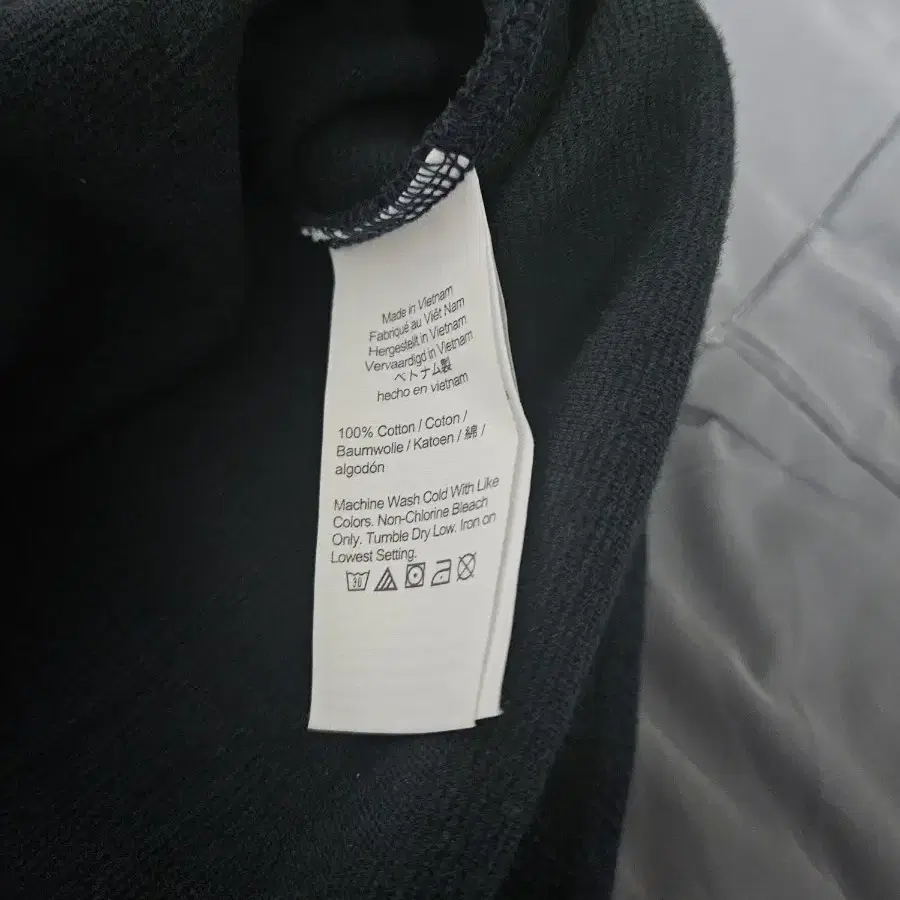 Made in Vietnam
Fabriqué au Việt Nam
Hergestellt in Vietnam
Vervaardigd in Vietnam
ベトナム製
hecho en vietnam
100% Cotton / Coton /
Baumwolle / Katoen / 綿 /
algodón
Machine Wash Cold With Like
Colors. Non-Chlorine Bleach
Only. Tumble Dry Low. Iron on
Lowest Setting.
30